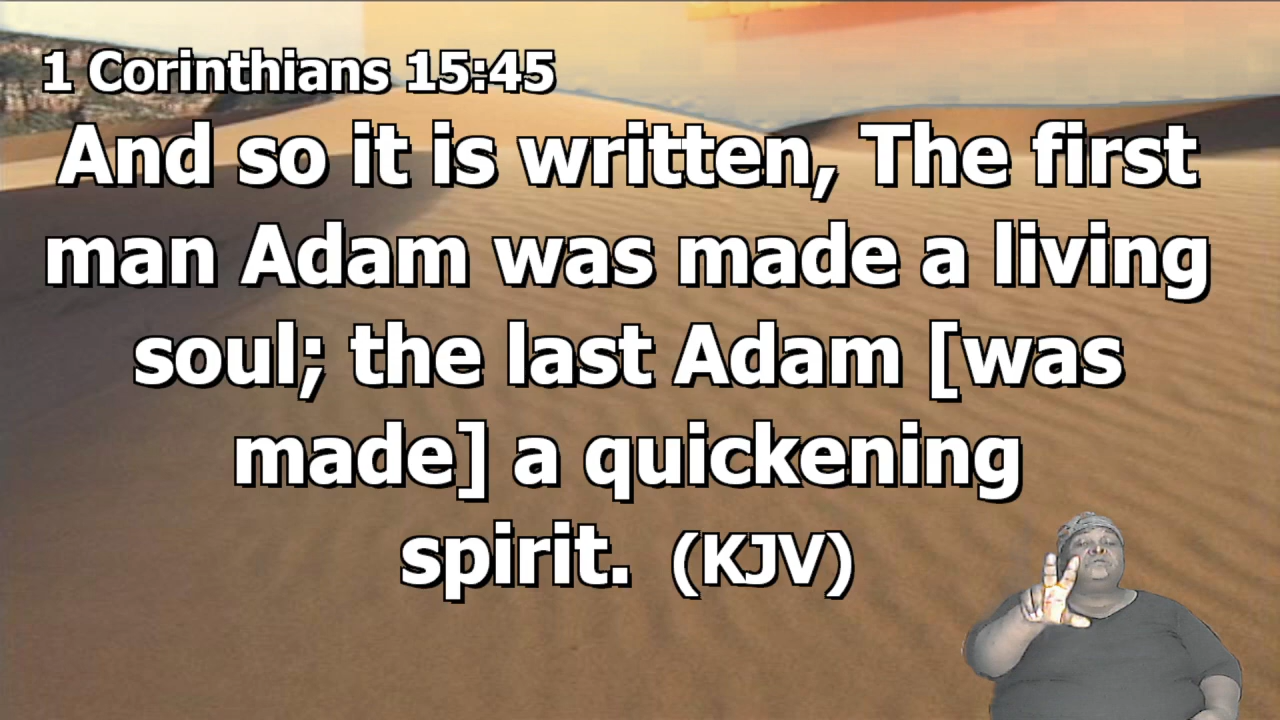 1 Corinthians 15:45
And so it is written, The first
man Adam was made a living
soul; the last Adam [was
made] a quickening
spirit. (KJV)